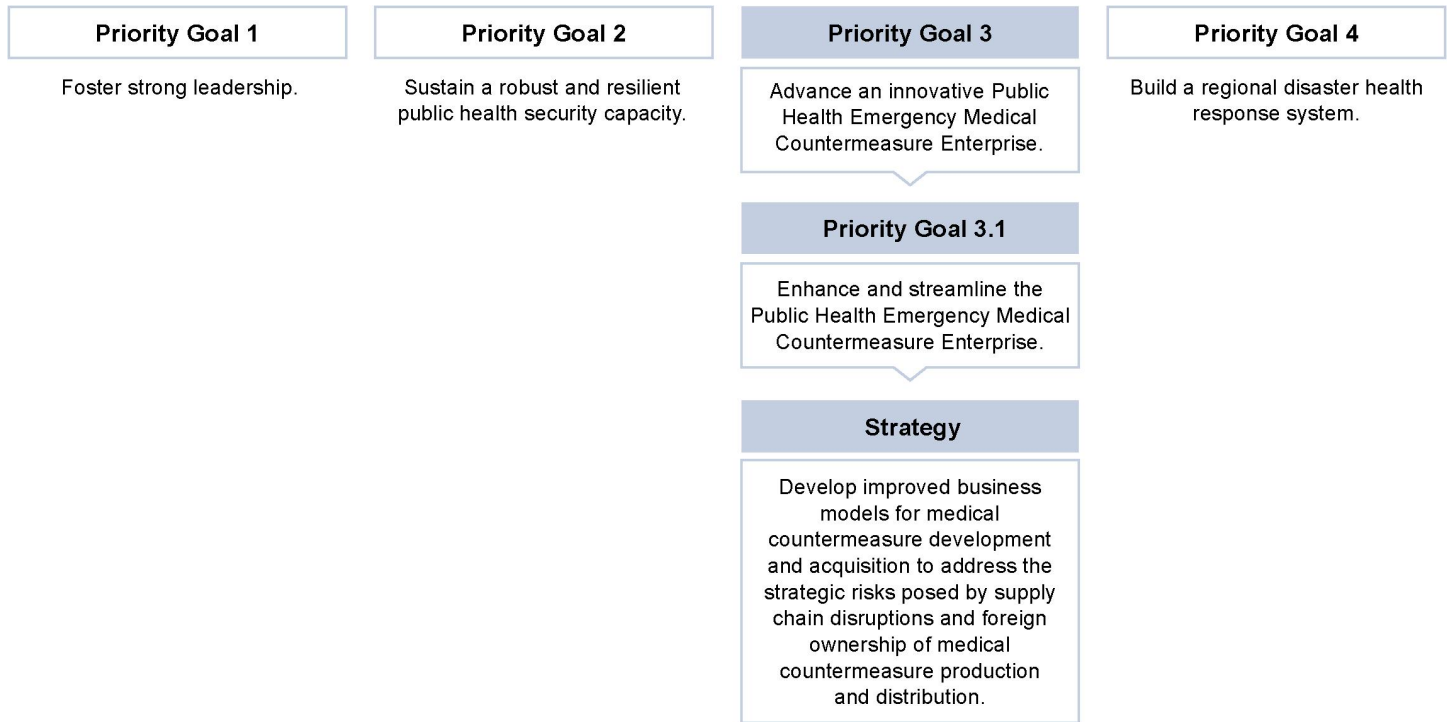 Priority Goal 1
Foster strong leadership.
Priority Goal 2
Sustain a robust and resilient
public health security capacity.
Priority Goal 3
Advance an innovative Public
Health Emergency Medical
Countermeasure Enterprise.
Priority Goal 3.1
Enhance and streamline the
Public Health Emergency Medical
Countermeasure Enterprise.
Strategy
Develop improved business
models for medical
countermeasure development
and acquisition to address the
strategic risks posed by supply
chain disruptions and foreign
ownership of medical
countermeasure production
and distribution.
Priority Goal 4
Build a regional disaster health
response system.